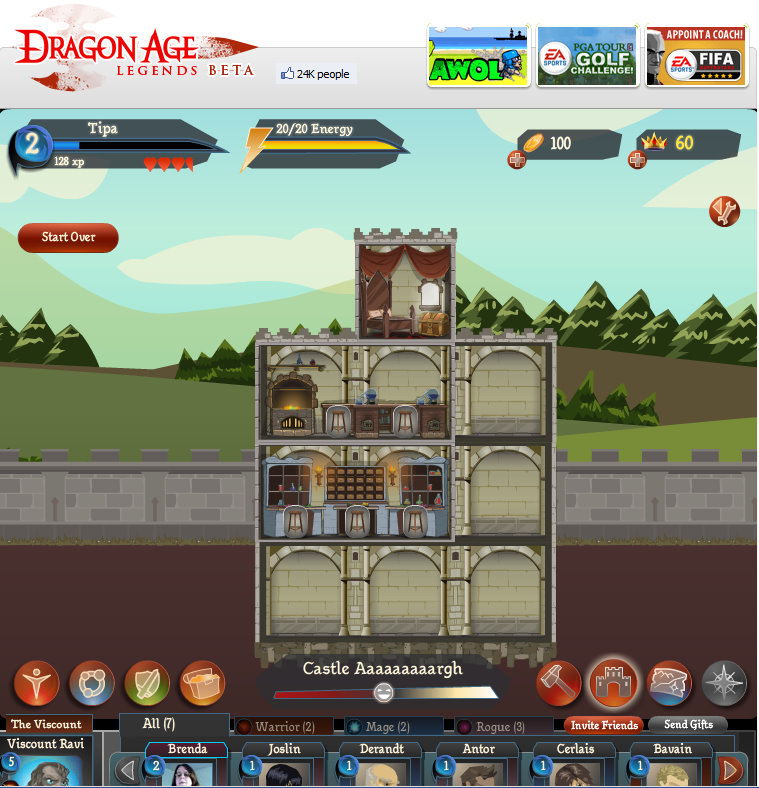 DRAGON AGE
LEGENDS BETA
24K people
AWOL
EA SPORTS
PGA TOUR
GOLF
CHALLENGE!
APPOINT A COACH!
EA SPORTS
FIFA
2
Tipa
128 xp
20/20 Energy
100
60
Start Over
Castle Aaaaaaaaargh
The Viscount
All (7)
Warrior (2)
Mage (2)
Rogue (3)
Invite Friends
Send Gifts
Viscount Ravi
5
Brenda
2
Joslin
1
Derandt
1
Antor
1
Cerlais
1
Bavain
1